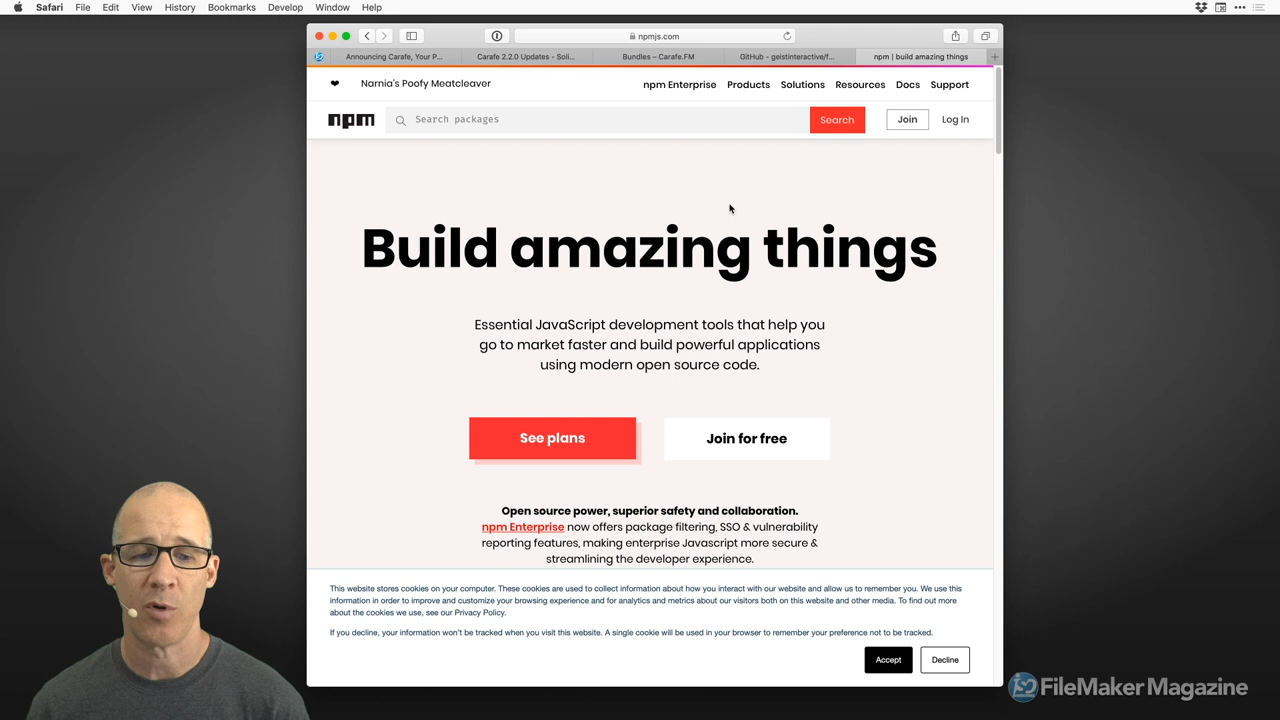 Safari File Edit View History Bookmarks Develop Window Help
npmjs.com
Announcing Carafe, Your P... Carafe 2.2.0 Updates - Soli... Bundles – Carafe.FM GitHub - geistinteractive/f... npm | build amazing things
❤ Narnia's Poofy Meatcleaver npm Enterprise Products Solutions Resources Docs Support
npm Search packages Search Join Log In
Build amazing things
Essential JavaScript development tools that help you
go to market faster and build powerful applications
using modern open source code.
See plans Join for free
Open source power, superior safety and collaboration.
npm Enterprise now offers package filtering, SSO & vulnerability
reporting features, making enterprise Javascript more secure &
streamlining the developer experience.
This website stores cookies on your computer. These cookies are used to collect information about how you interact with our website and allow us to remember you. We use this
information in order to improve and customize your browsing experience and for analytics and metrics about our visitors both on this website and other media. To find out more
about the cookies we use, see our Privacy Policy.
If you decline, your information won't be tracked when you visit this website. A single cookie will be used in your browser to remember your preference not to be tracked.
Accept Decline
FileMaker Magazine